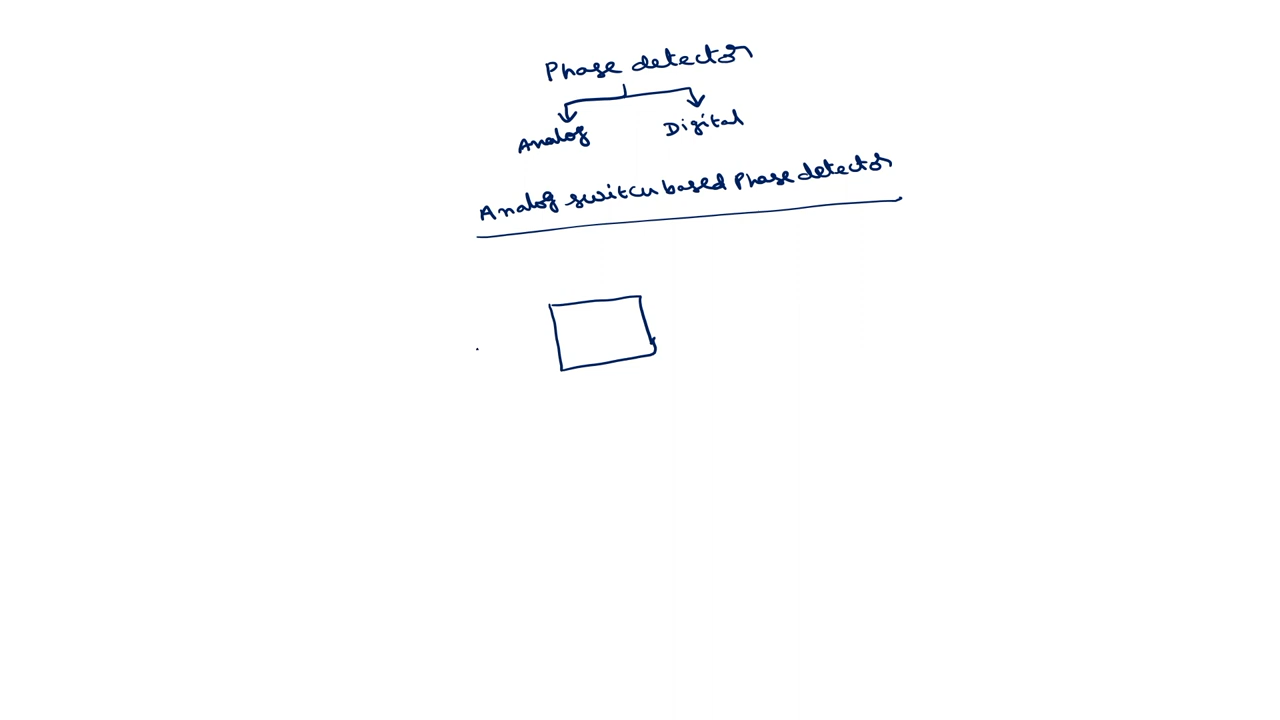 Phase detector
Analog Digital
Analog switch based Phase detector